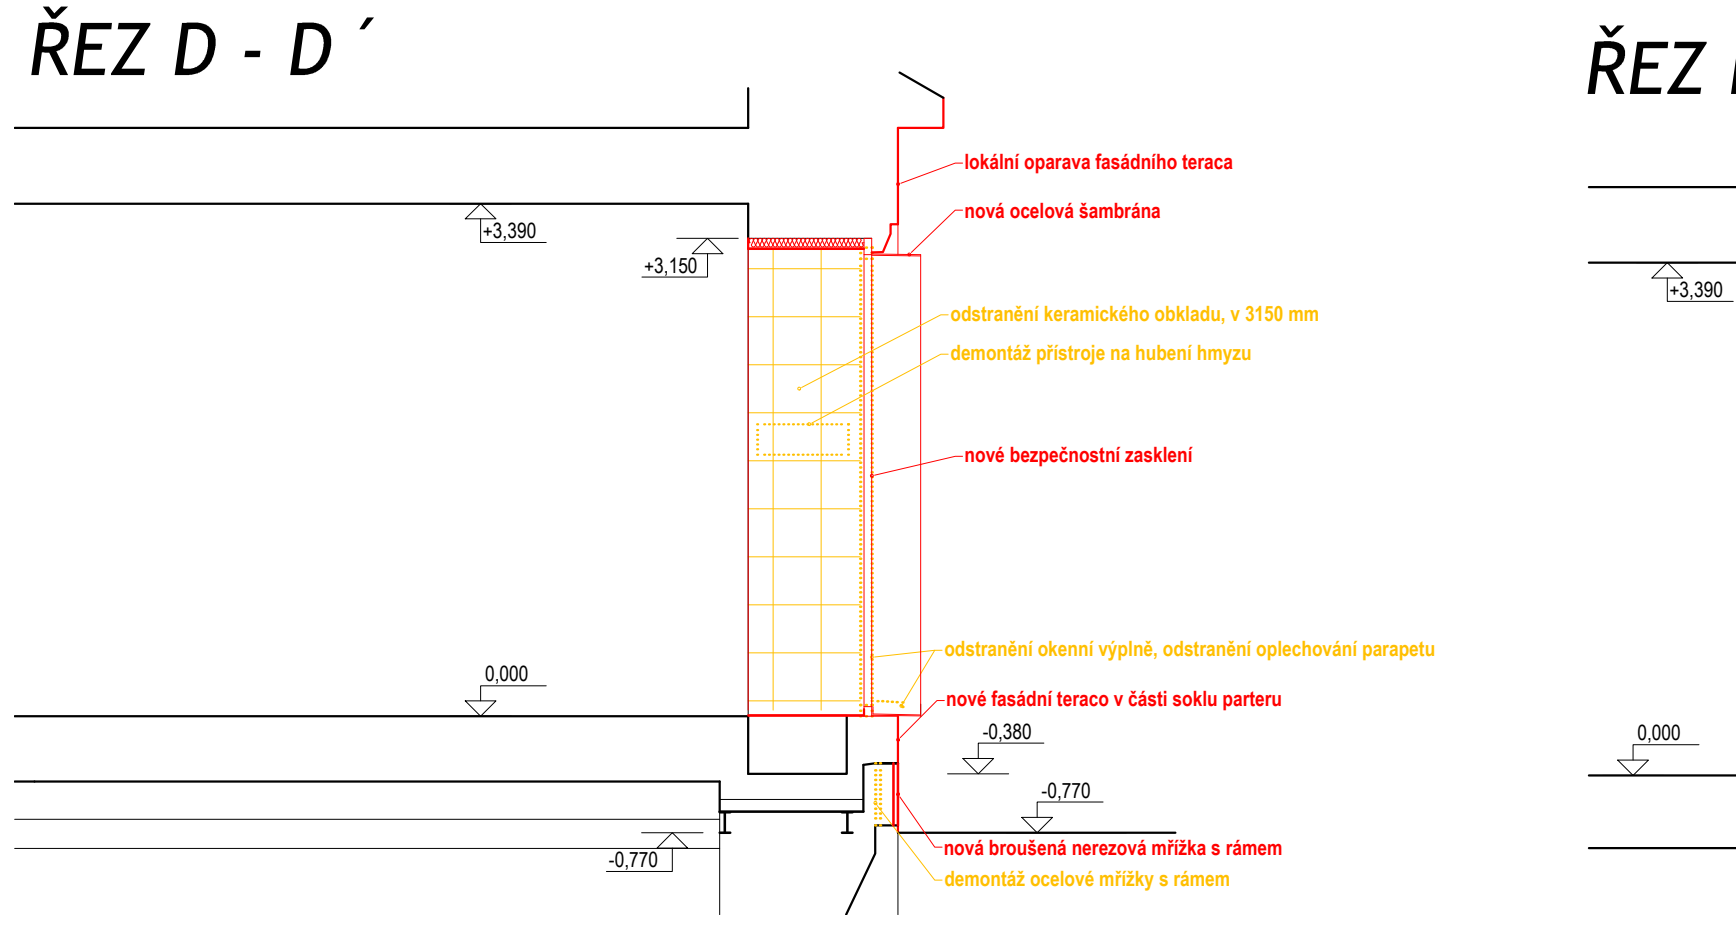 ŘEZ D - D´
lokální oparava fasádního teraca
nová ocelová šambrána
+3,390
+3,150
odstranění keramického obkladu, v 3150 mm
demontáž přístroje na hubení hmyzu
nové bezpečnostní zasklení
odstranění okenní výplně, odstranění oplechování parapetu
0,000
nové fasádní teraco v části soklu parteru
-0,380
-0,770
nová broušená nerezová mřížka s rámem
-0,770
demontáž ocelové mřížky s rámem
ŘEZ
+3,390
0,000